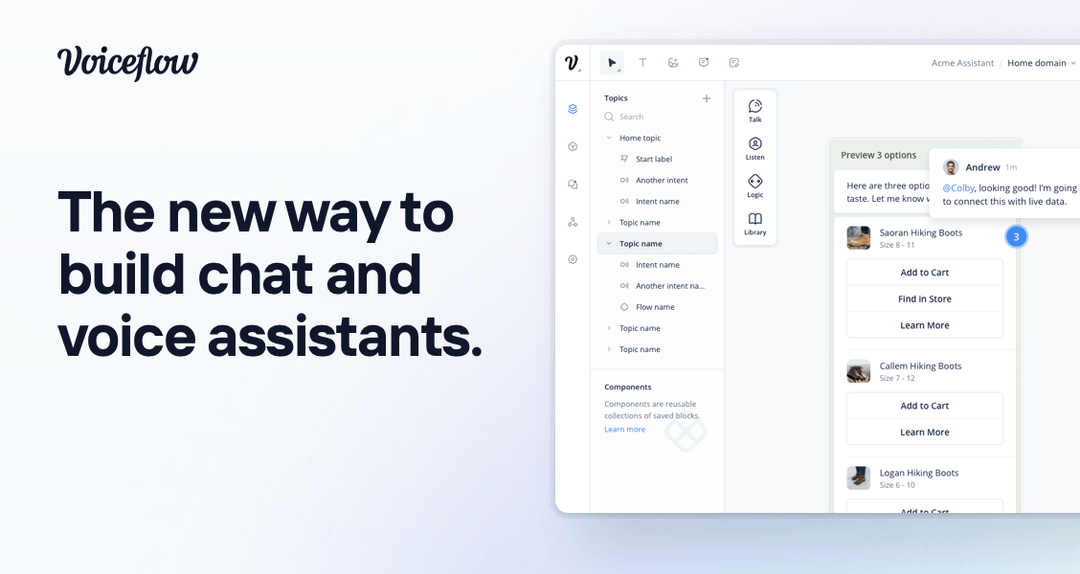 Voiceflow
The new way to
build chat and
voice assistants.
V
T
Acme Assistant / Home domain
Topics
Search
Home topic
Start label
Another intent
Intent name
Topic name
Topic name
Intent name
Another intent na...
Flow name
Topic name
Topic name
Components
Components are reusable
collections of saved blocks.
Learn more
Talk
Listen
Logic
Library
Preview 3 options
Here are three optio
taste. Let me know
Andrew 1m
@Colby, looking good! I'm going
to connect this with live data.
3
Saoran Hiking Boots
Size 8 - 11
Add to Cart
Find in Store
Learn More
Callem Hiking Boots
Size 7 - 12
Add to Cart
Learn More
Logan Hiking Boots
Size 6 - 10
Add to Cart